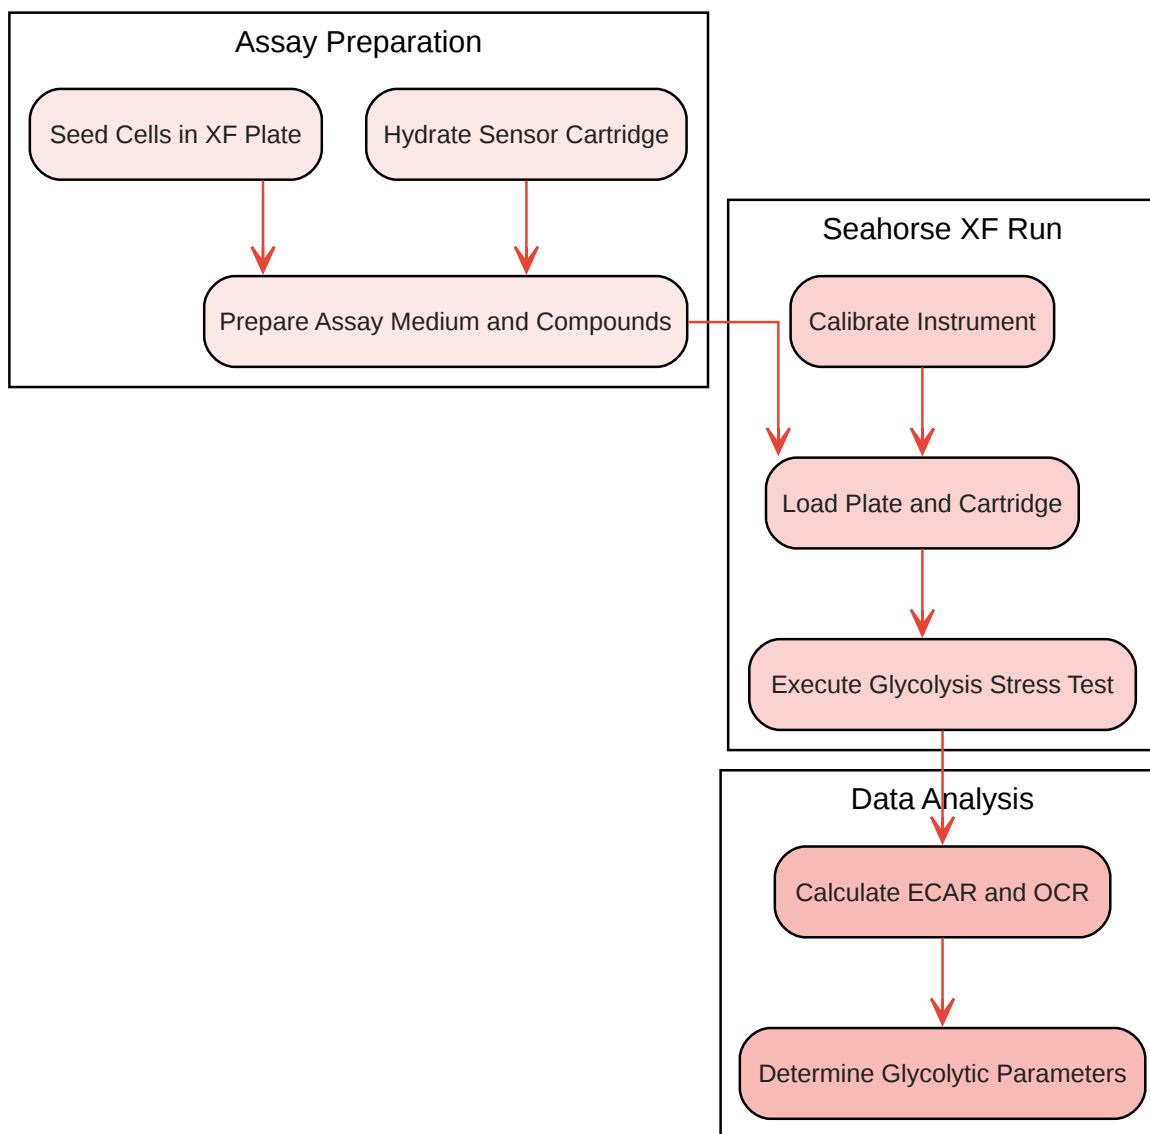 Assay Preparation
Seed Cells in XF Plate
Hydrate Sensor Cartridge
Prepare Assay Medium and Compounds
Seahorse XF Run
Calibrate Instrument
Load Plate and Cartridge
Execute Glycolysis Stress Test
Data Analysis
Calculate ECAR and OCR
Determine Glycolytic Parameters